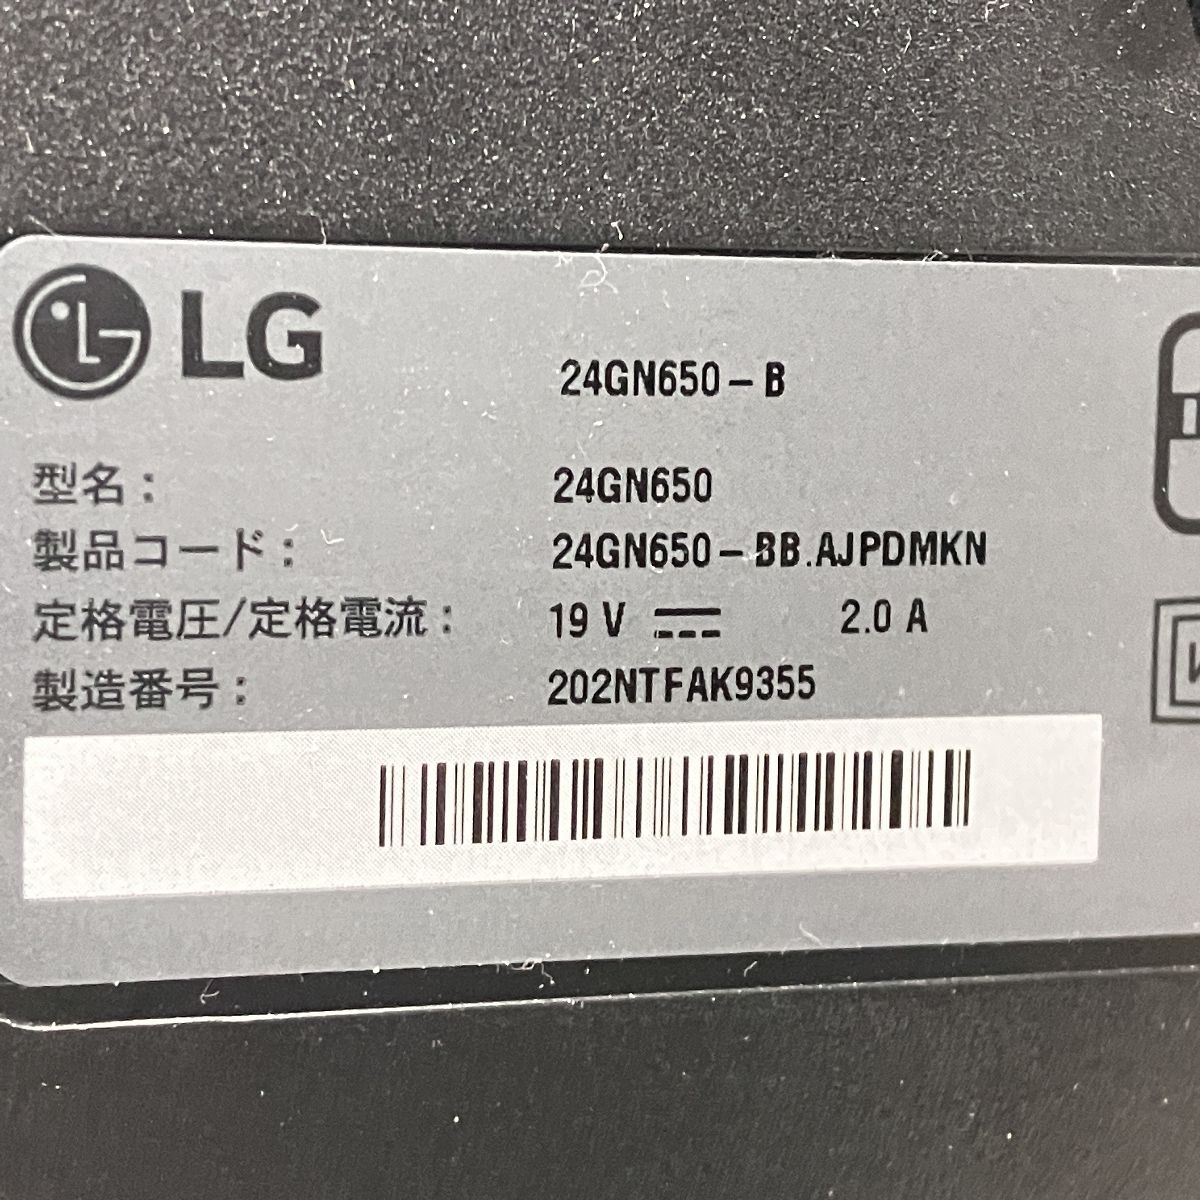 LG
24GN650-B
型名： 24GN650
製品コード： 24GN650-BB.AJPDMKN
定格電圧/定格電流： 19 V ⎓ 2.0 A
製造番号： 202NTFAK9355